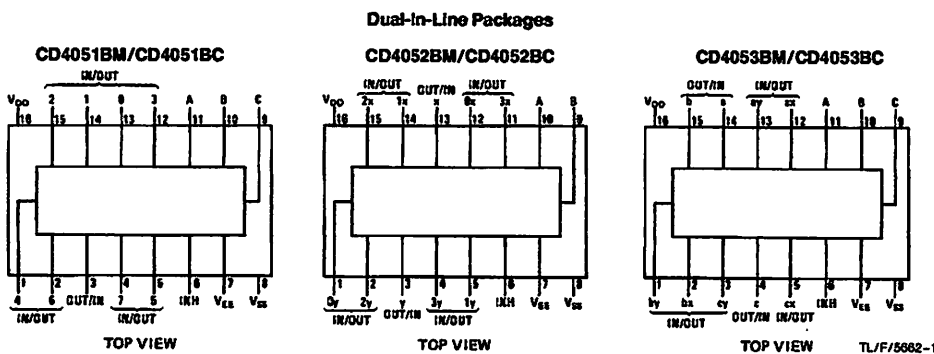 Dual-In-Line Packages
CD4051BM/CD4051BC
IN/OUT
VDD 2 1 0 3 A B C
16 15 14 13 12 11 10 9
1 2 3 4 5 6 7 8
4 6 OUT/IN 7 5 INH VEE VSS
IN/OUT IN/OUT
TOP VIEW
CD4052BM/CD4052BC
IN/OUT OUT/IN IN/OUT
VDD 2x 1x x 0x 3x A B
16 15 14 13 12 11 10 9
1 2 3 4 5 6 7 8
0y 2y y 3y 1y INH VEE VSS
IN/OUT OUT/IN IN/OUT
TOP VIEW
CD4053BM/CD4053BC
OUT/IN IN/OUT
VDD b a ay ax A B C
16 15 14 13 12 11 10 9
1 2 3 4 5 6 7 8
by bx cy c cx INH VEE VSS
IN/OUT OUT/IN IN/OUT
TOP VIEW
TL/F/5662-1